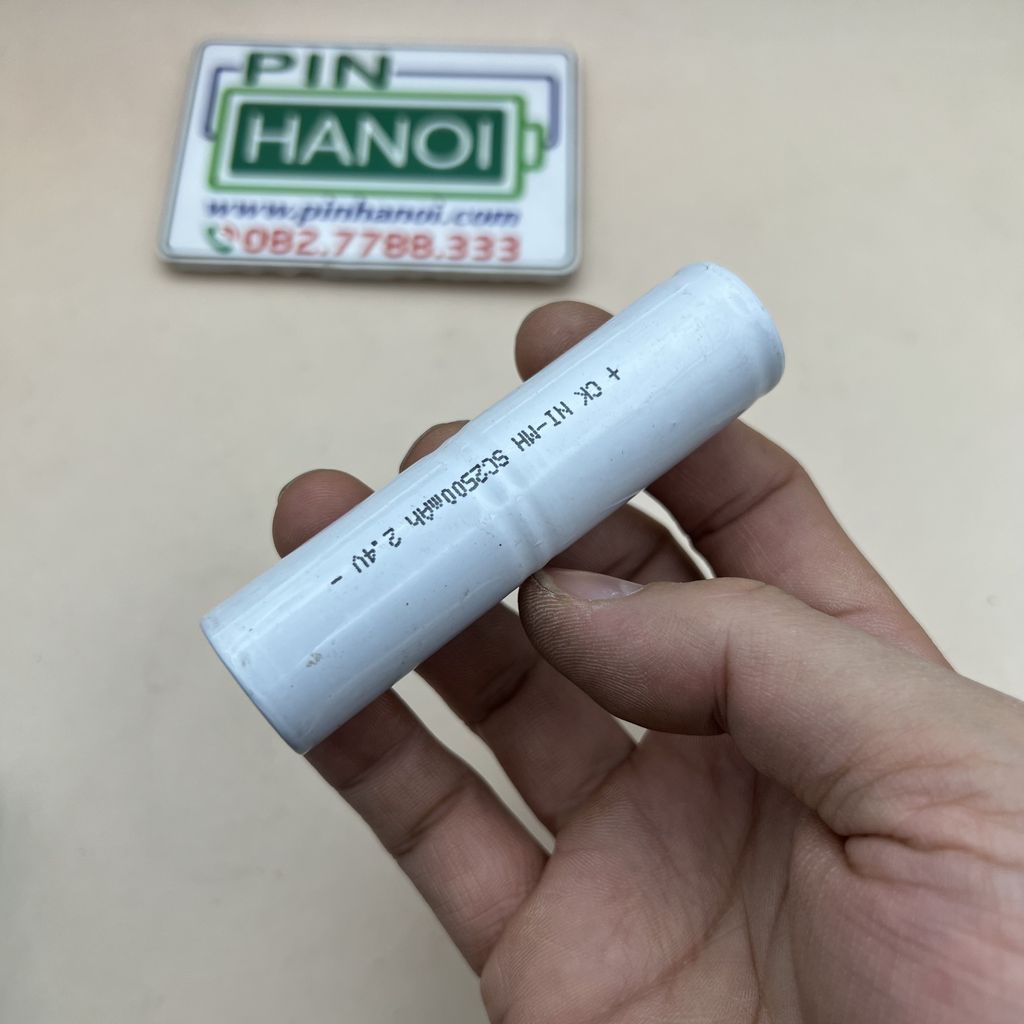 PIN
HANOI
www.pinhanoi.com
082.7788.333
+ CK NI-MH SC2500mAh 2.4V -